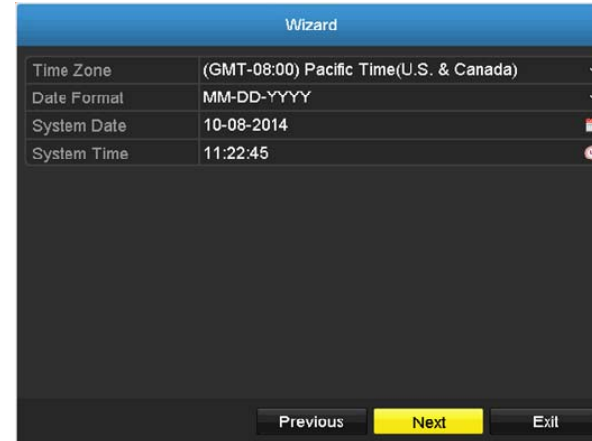 Wizard
Time Zone (GMT-08:00) Pacific Time(U.S. & Canada)
Date Format MM-DD-YYYY
System Date 10-08-2014
System Time 11:22:45
Previous Next Exit